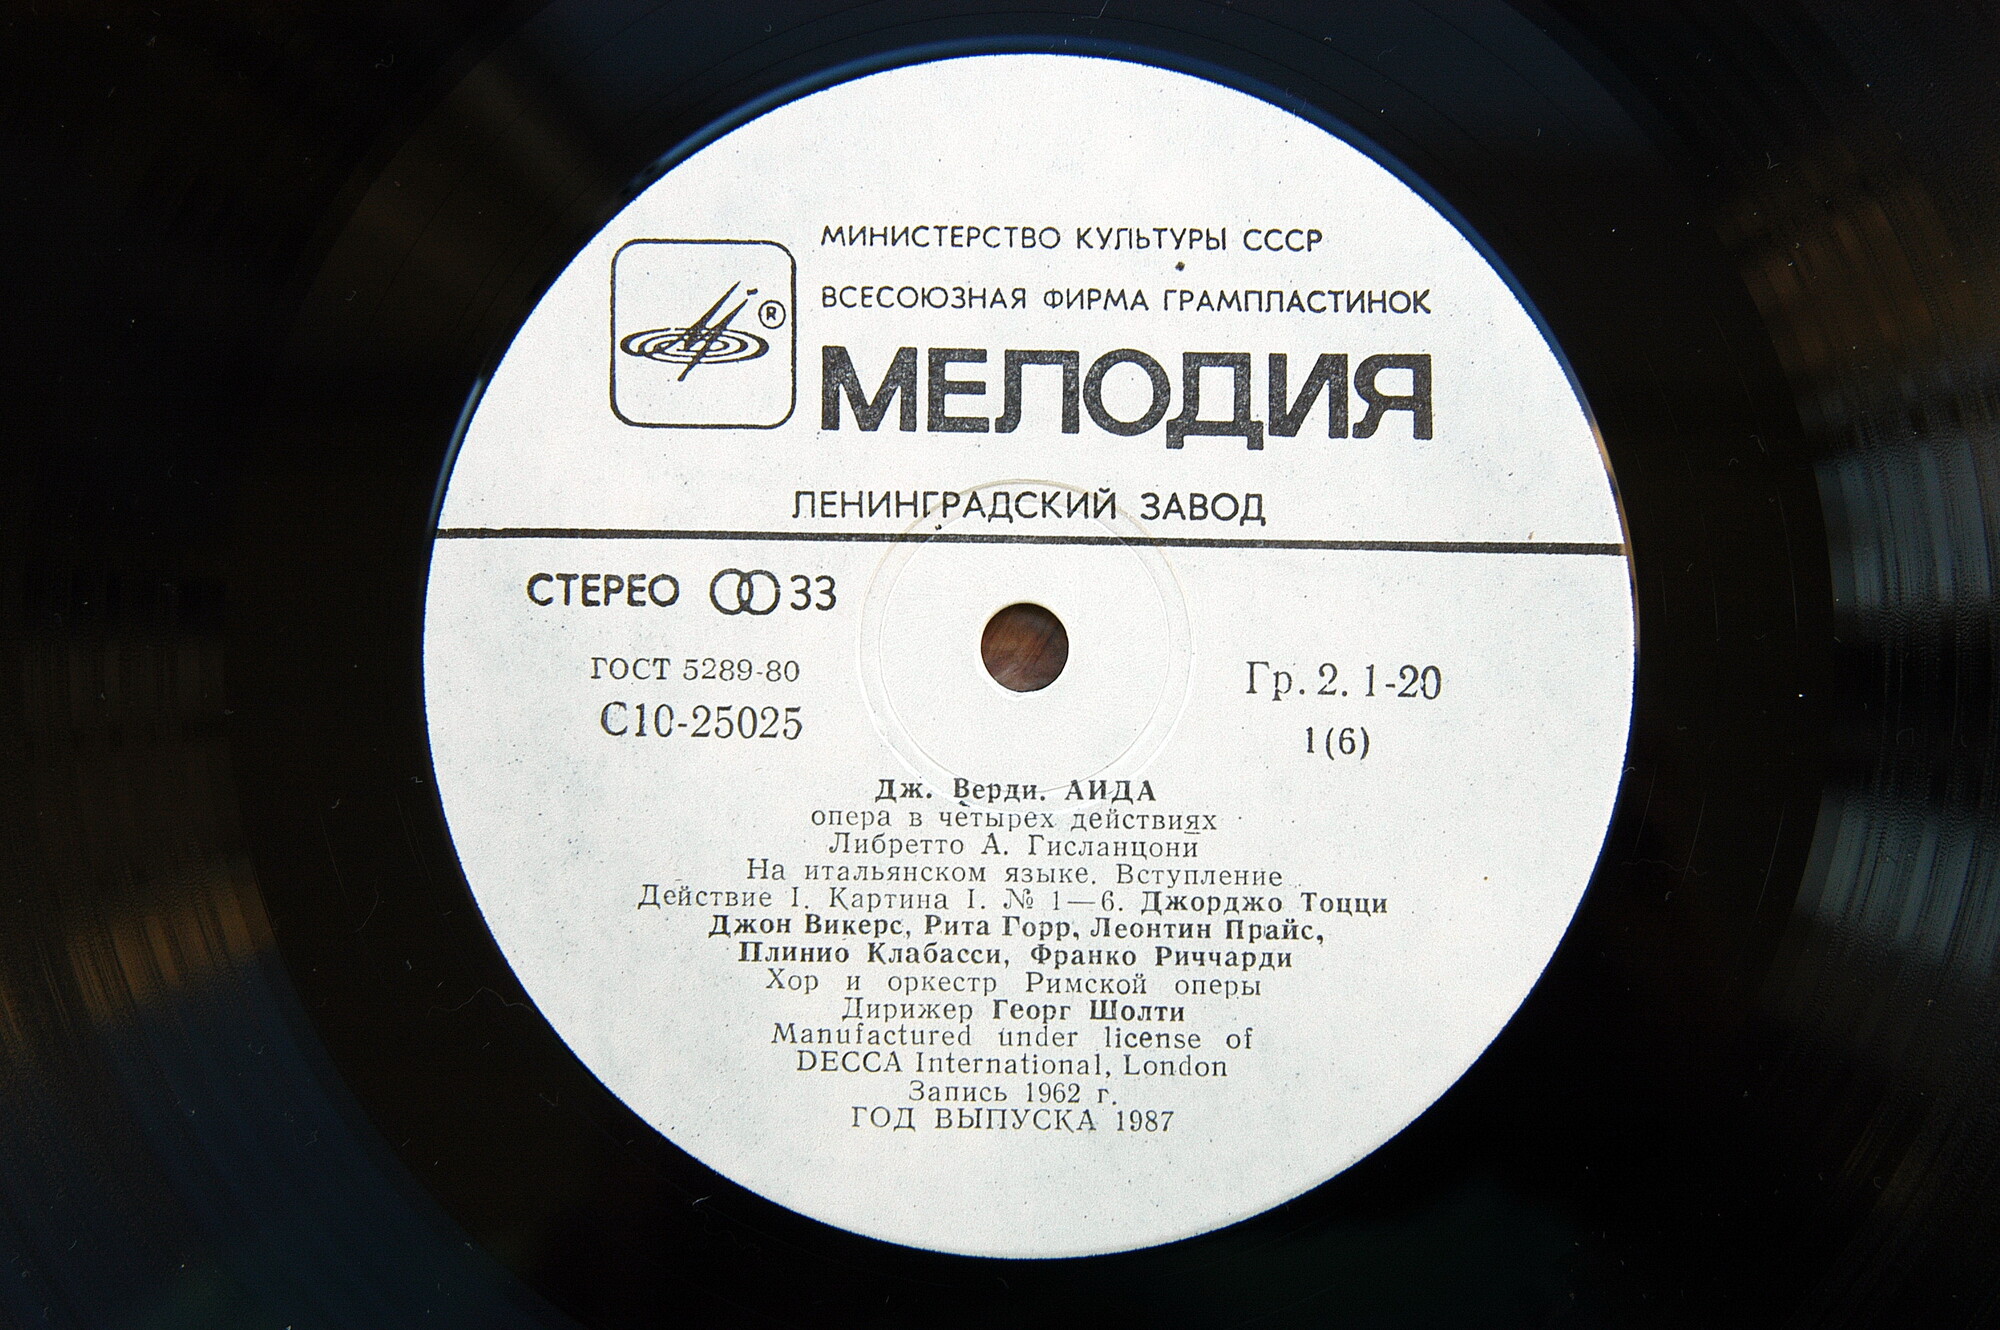 МИНИСТЕРСТВО КУЛЬТУРЫ СССР
ВСЕСОЮЗНАЯ ФИРМА ГРАМПЛАСТИНОК
®
МЕЛОДИЯ
ЛЕНИНГРАДСКИЙ ЗАВОД
СТЕРЕО 33
ГОСТ 5289-80
С10-25025
Гр. 2. 1-20
1(6)
Дж. Верди. АИДА
опера в четырех действиях
Либретто А. Гисланцони
На итальянском языке. Вступление
Действие I. Картина I. № 1—6. Джорджо Тоцци
Джон Викерс, Рита Горр, Леонтин Прайс,
Плинио Клабасси, Франко Риччарди
Хор и оркестр Римской оперы
Дирижер Георг Шолти
Manufactured under license of
DECCA International, London
Запись 1962 г.
ГОД ВЫПУСКА 1987